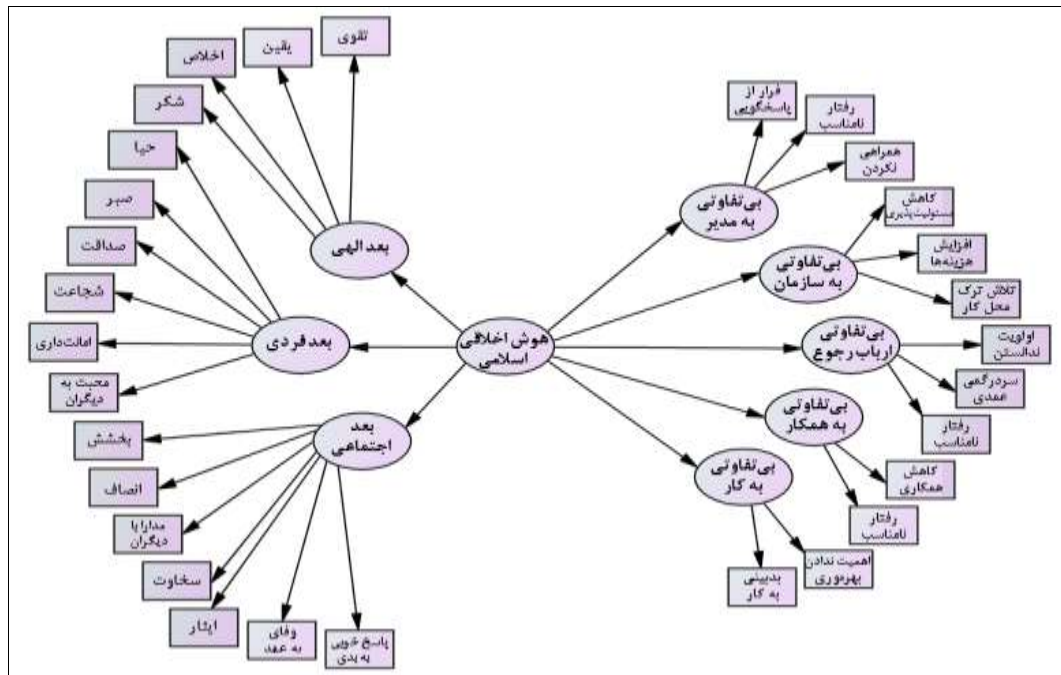 تقوی
یقین
اخلاص
شکر
حیا
صبر
صداقت
شجاعت
امانت‌داری
محبت به
دیگران
بخشش
انصاف
مدارا با
دیگران
سخاوت
ایثار
وفای
به عهد
پاسخ خوبی
به بدی
بعد الهی
بعد فردی
بعد
اجتماعی
هوش اخلاقی
اسلامی
بی‌تفاوتی
به مدیر
بی‌تفاوتی
به سازمان
بی‌تفاوتی
ارباب رجوع
بی‌تفاوتی
به همکار
بی‌تفاوتی
به کار
فرار از
پاسخگویی
رفتار
نامناسب
همراهی
نکردن
کاهش
مسئولیت‌پذیری
افزایش
هزینه‌ها
تلاش ترک
محل کار
اولویت
ندانستن
سردرگمی
عمدی
رفتار
نامناسب
کاهش
همکاری
رفتار
نامناسب
اهمیت ندادن
بهره‌وری
بدبینی
به کار